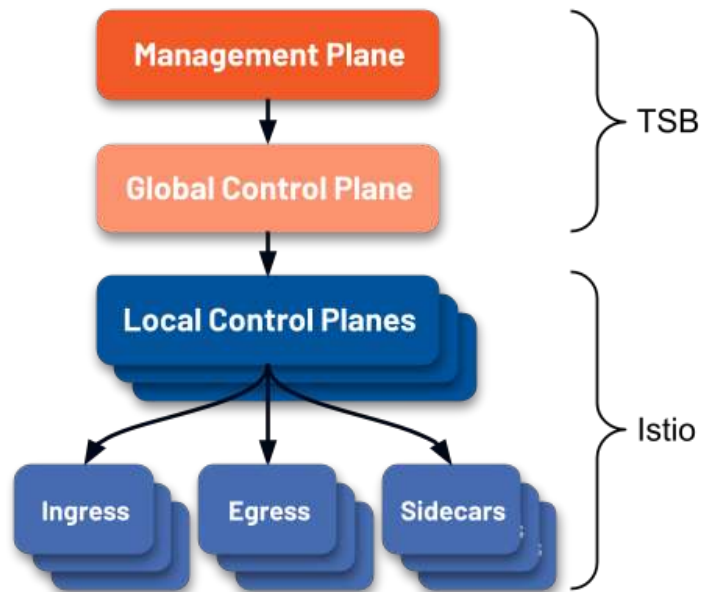 Management Plane
TSB
Global Control Plane
Local Control Planes
Istio
Ingress
Egress
Sidecars